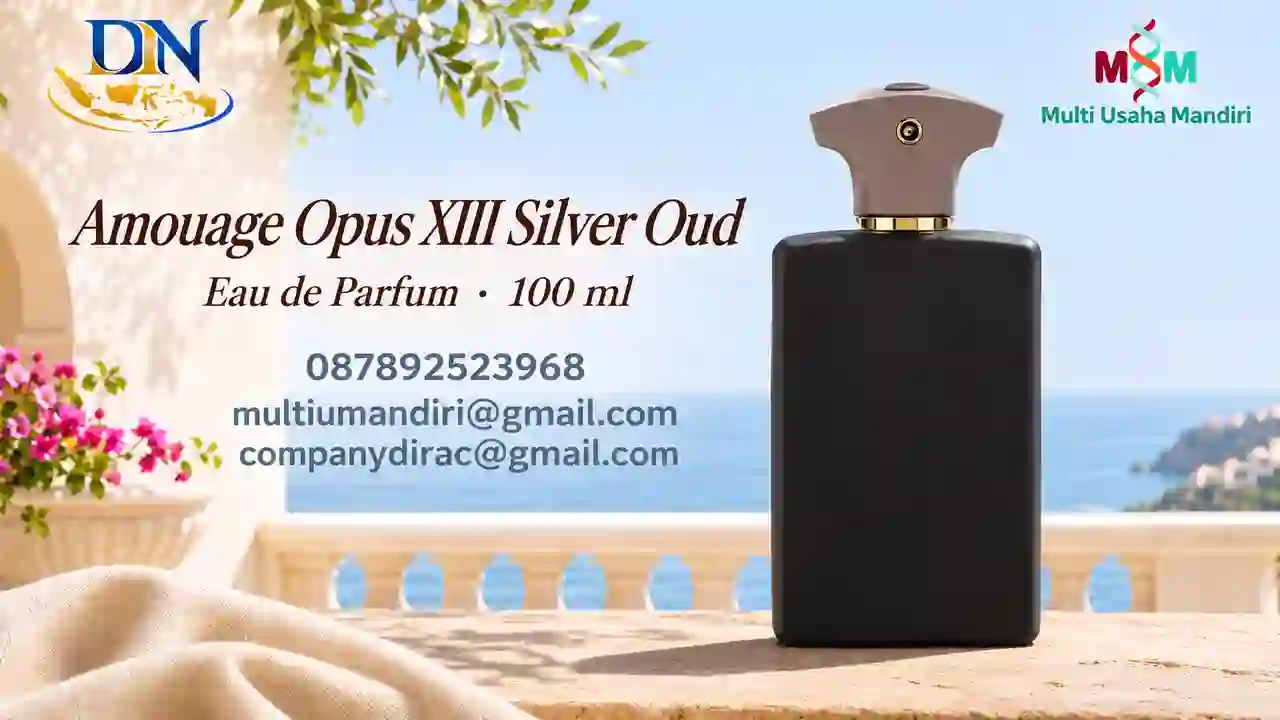 DN
MSM
Multi Usaha Mandiri
Amouage Opus XIII Silver Oud
Eau de Parfum · 100 ml
087892523968
multiumandiri@gmail.com
companydirac@gmail.com